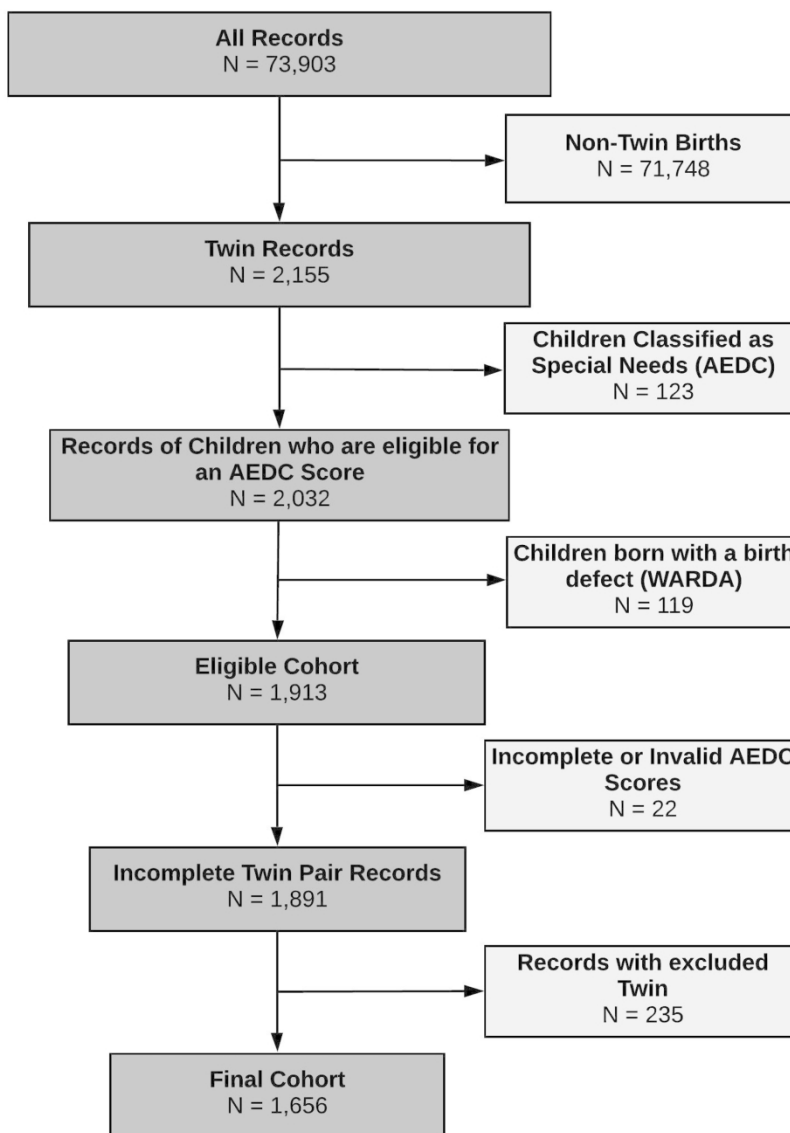 All Records
N = 73,903
Non-Twin Births
N = 71,748
Twin Records
N = 2,155
Children Classified as
Special Needs (AEDC)
N = 123
Records of Children who are eligible for
an AEDC Score
N = 2,032
Children born with a birth
defect (WARDA)
N = 119
Eligible Cohort
N = 1,913
Incomplete or Invalid AEDC
Scores
N = 22
Incomplete Twin Pair Records
N = 1,891
Records with excluded
Twin
N = 235
Final Cohort
N = 1,656